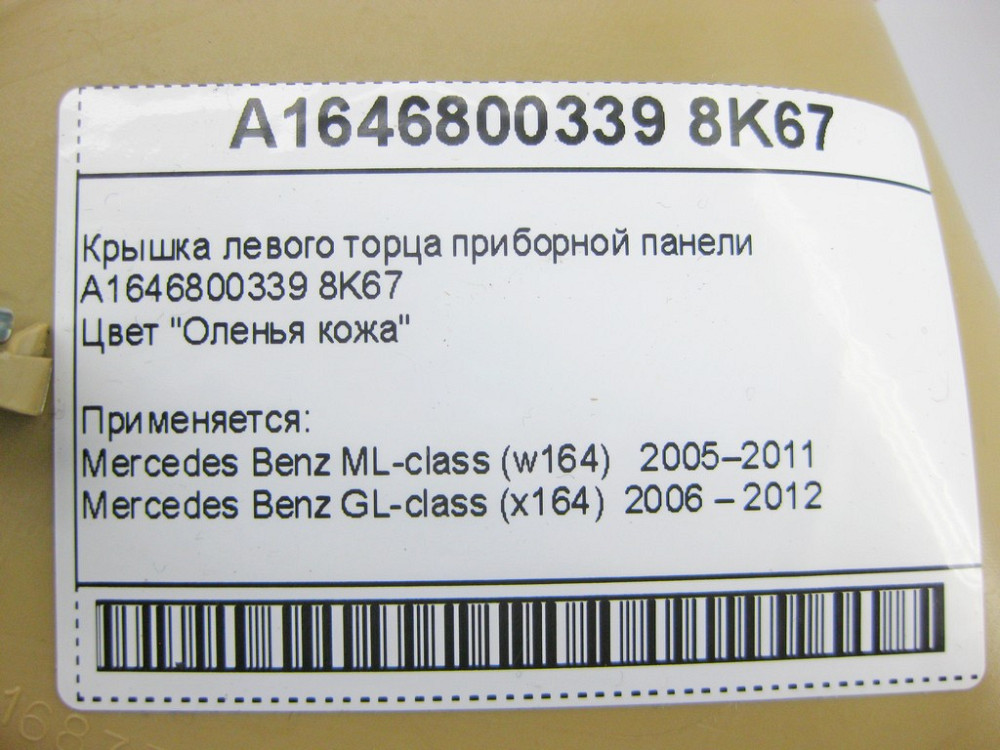 A1646800339 8K67
Крышка левого торца приборной панели
A1646800339 8K67
Цвет "Оленья кожа"
Применяется:
Mercedes Benz ML-class (w164) 2005–2011
Mercedes Benz GL-class (x164) 2006 – 2012